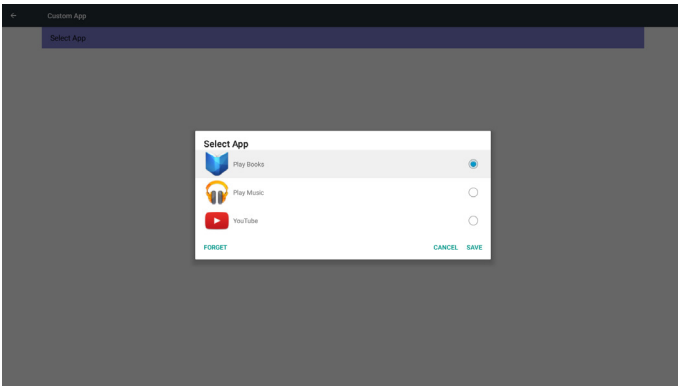 Custom App
Select App
Select App
Play Books
Play Music
YouTube
FORGET CANCEL SAVE